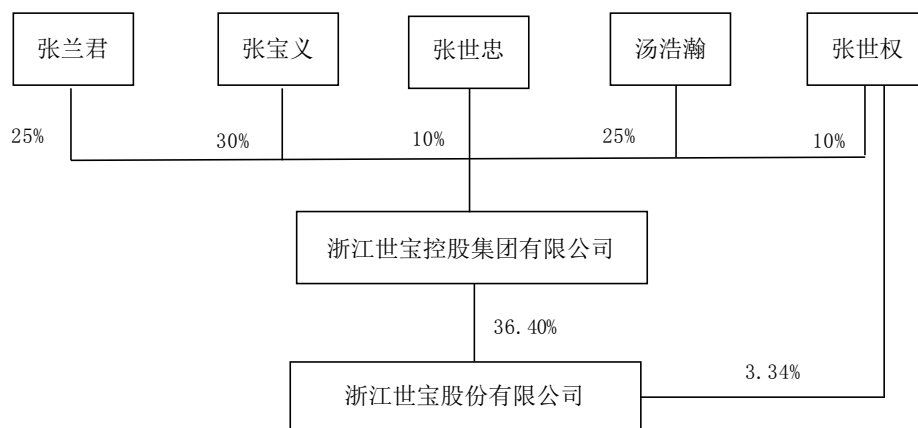 张兰君
张宝义
张世忠
汤浩瀚
张世权
25%
30%
10%
25%
10%
浙江世宝控股集团有限公司
36.40%
3.34%
浙江世宝股份有限公司